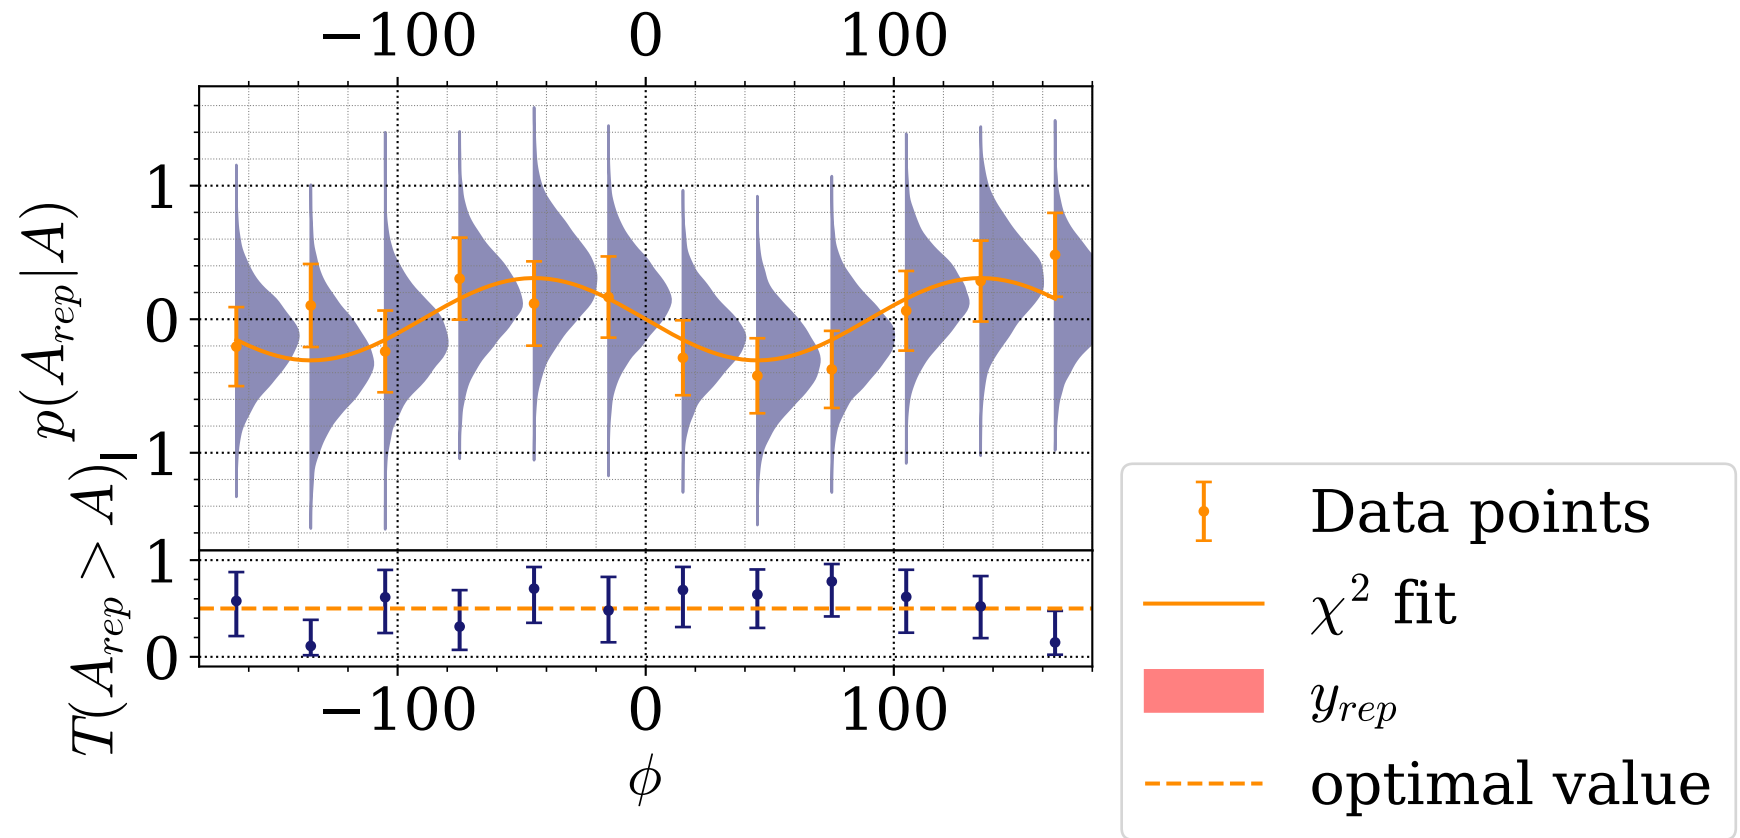 −100 0 100
p(A_rep|A)
1
0
−1
T(A_rep > A)
1
0
−100 0 100
ϕ
Data points
χ² fit
y_rep
optimal value